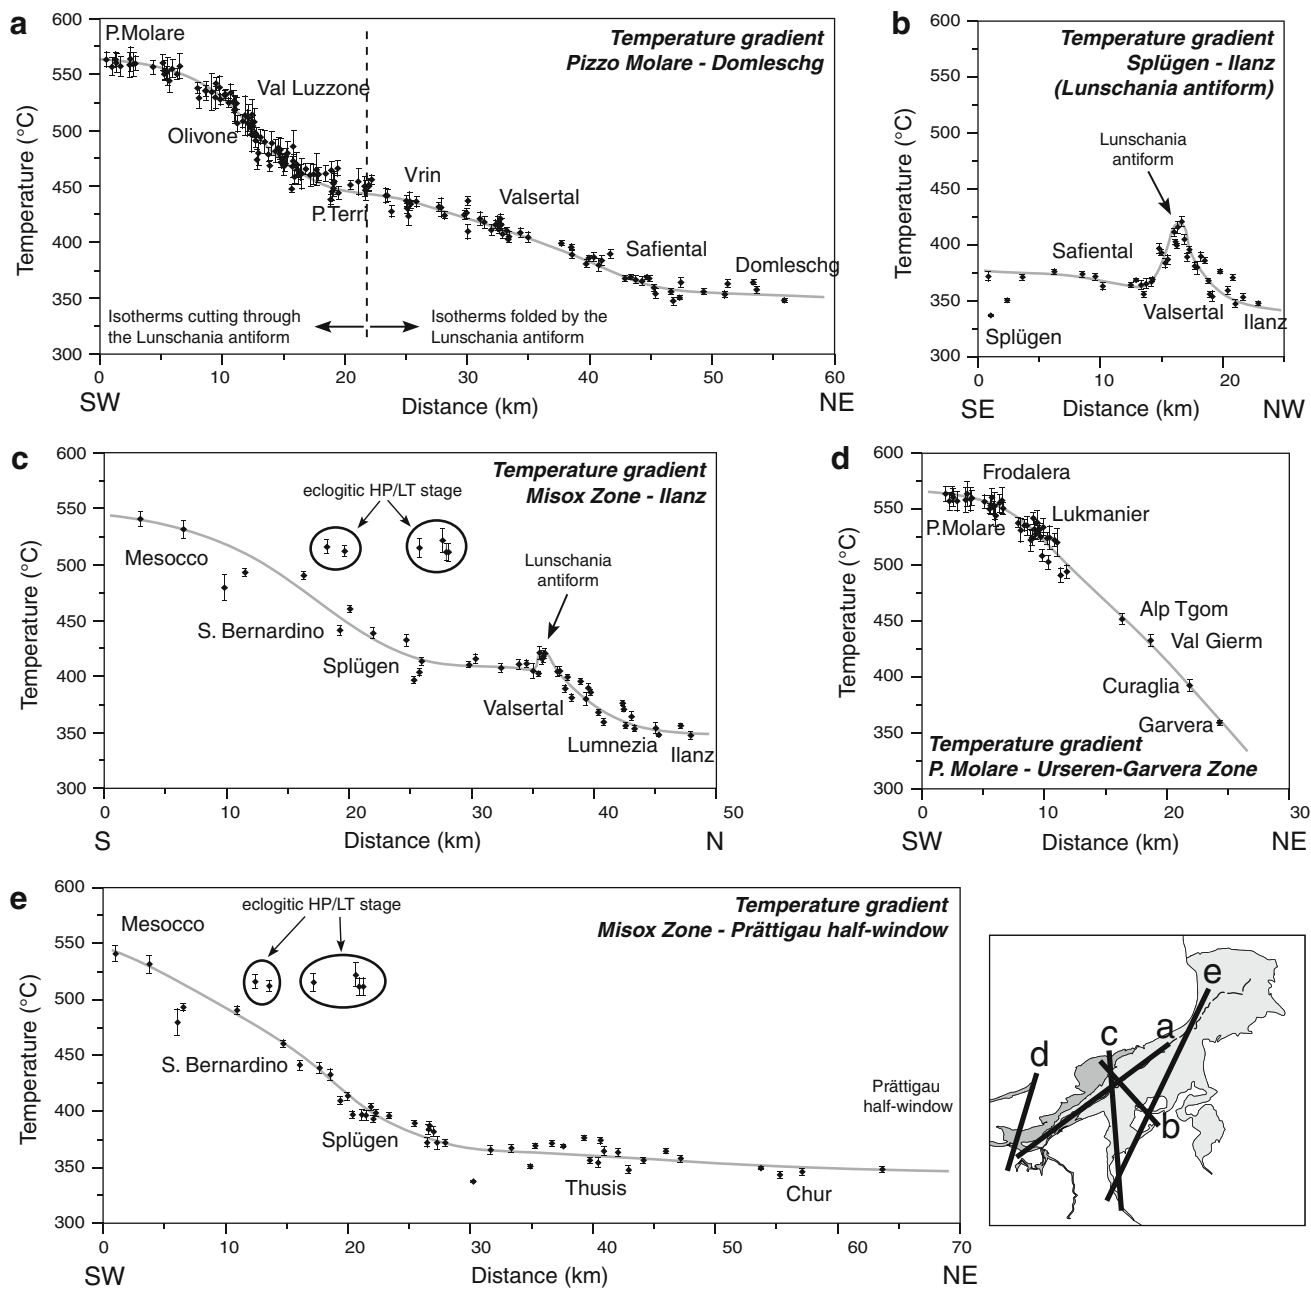 a
Temperature gradient
Pizzo Molare - Domleschg
P.Molare
Val Luzzone
Olivone
P.Terri
Vrin
Valsertal
Safiental
Domleschg
Isotherms cutting through
the Lunschania antiform
Isotherms folded by the
Lunschania antiform
Temperature (°C)
600
550
500
450
400
350
300
0
10
20
30
40
50
60
SW
Distance (km)
NE
b
Temperature gradient
Splügen - Ilanz
(Lunschania antiform)
Lunschania
antiform
Safiental
Splügen
Valsertal
Ilanz
Temperature (°C)
600
550
500
450
400
350
300
0
10
20
SE
Distance (km)
NW
c
Temperature gradient
Misox Zone - Ilanz
eclogitic HP/LT stage
Lunschania
antiform
Mesocco
S. Bernardino
Splügen
Valsertal
Lumnezia
Ilanz
Temperature (°C)
600
550
500
450
400
350
300
0
10
20
30
40
50
S
Distance (km)
N
d
Frodalera
P.Molare
Lukmanier
Alp Tgom
Val Gierm
Curaglia
Garvera
Temperature gradient
P. Molare - Urseren-Garvera Zone
Temperature (°C)
600
550
500
450
400
350
300
0
10
20
30
SW
Distance (km)
NE
e
Temperature gradient
Misox Zone - Prättigau half-window
eclogitic HP/LT stage
Mesocco
S. Bernardino
Splügen
Thusis
Chur
Prättigau
half-window
Temperature (°C)
600
550
500
450
400
350
300
0
10
20
30
40
50
60
70
SW
Distance (km)
NE
e
a
c
d
b